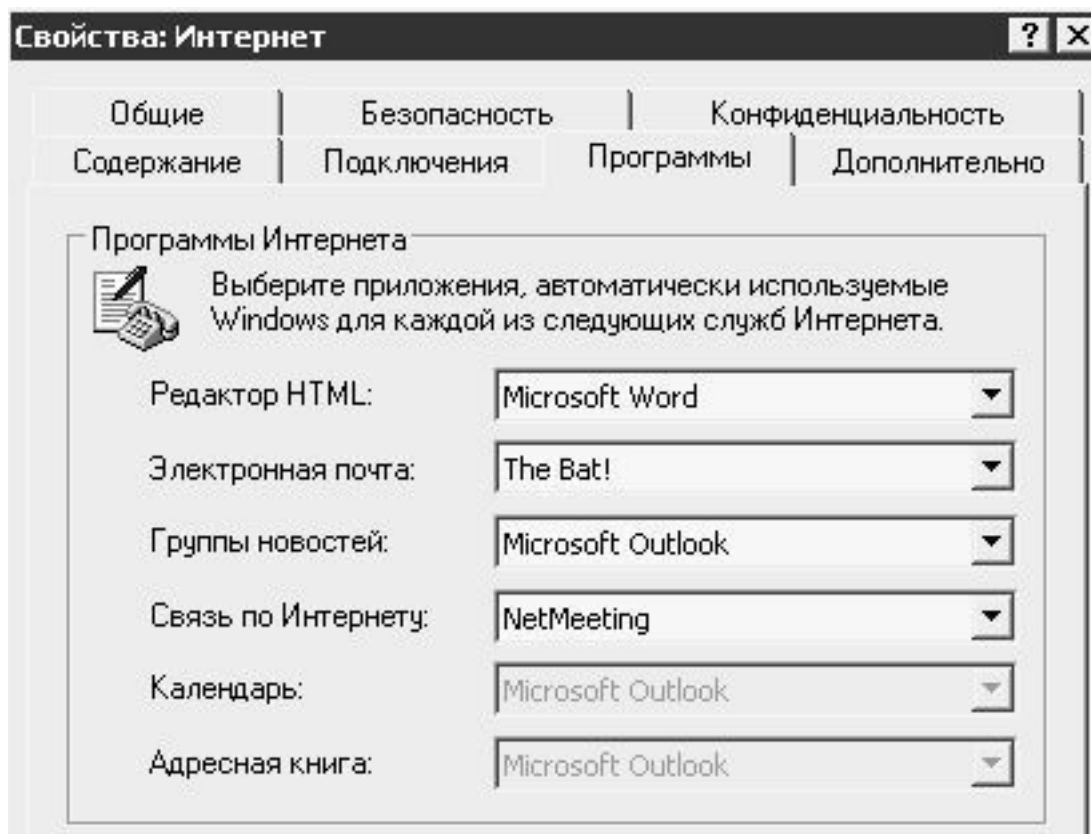 Свойства: Интернет
Общие Безопасность Конфиденциальность
Содержание Подключения Программы Дополнительно
Программы Интернета
Выберите приложения, автоматически используемые
Windows для каждой из следующих служб Интернета.
Редактор HTML: Microsoft Word
Электронная почта: The Bat!
Группы новостей: Microsoft Outlook
Связь по Интернету: NetMeeting
Календарь: Microsoft Outlook
Адресная книга: Microsoft Outlook